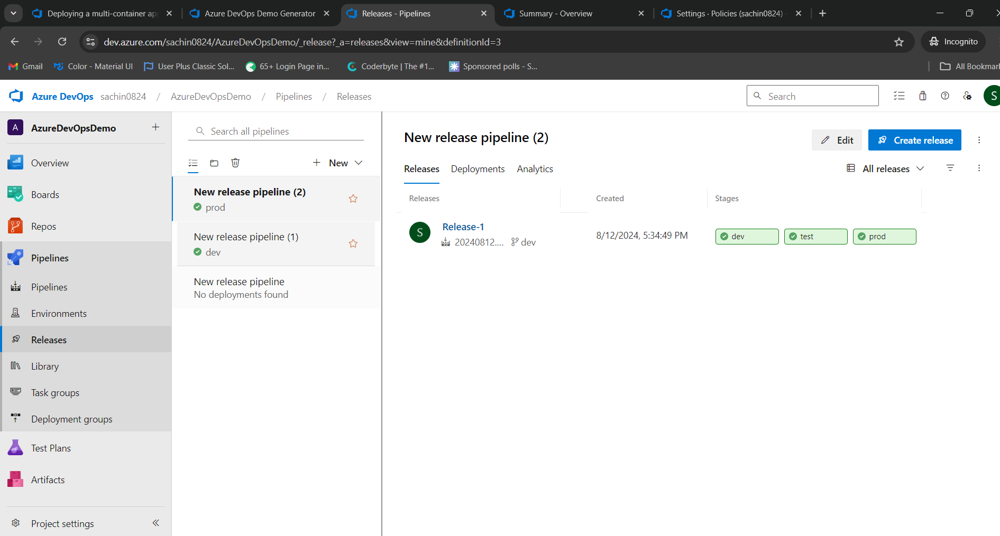 Deploying a multi-container ap
Azure DevOps Demo Generator
Releases - Pipelines
Summary - Overview
Settings · Policies (sachin0824) -
dev.azure.com/sachin0824/AzureDevOpsDemo/_release?_a=releases&view=mine&definitionId=3
Incognito
Gmail
Color - Material UI
User Plus Classic Sol...
65+ Login Page in...
Coderbyte | The #1...
Sponsored polls - S...
All Bookmar
Azure DevOps sachin0824 / AzureDevOpsDemo / Pipelines / Releases
Search
S
A AzureDevOpsDemo
Overview
Boards
Repos
Pipelines
Pipelines
Environments
Releases
Library
Task groups
Deployment groups
Test Plans
Artifacts
Project settings
Search all pipelines
New
New release pipeline (2)
prod
New release pipeline (1)
dev
New release pipeline
No deployments found
New release pipeline (2)
Edit
Create release
Releases Deployments Analytics
All releases
Releases Created Stages
S
Release-1
20240812.... dev
8/12/2024, 5:34:49 PM
dev
test
prod